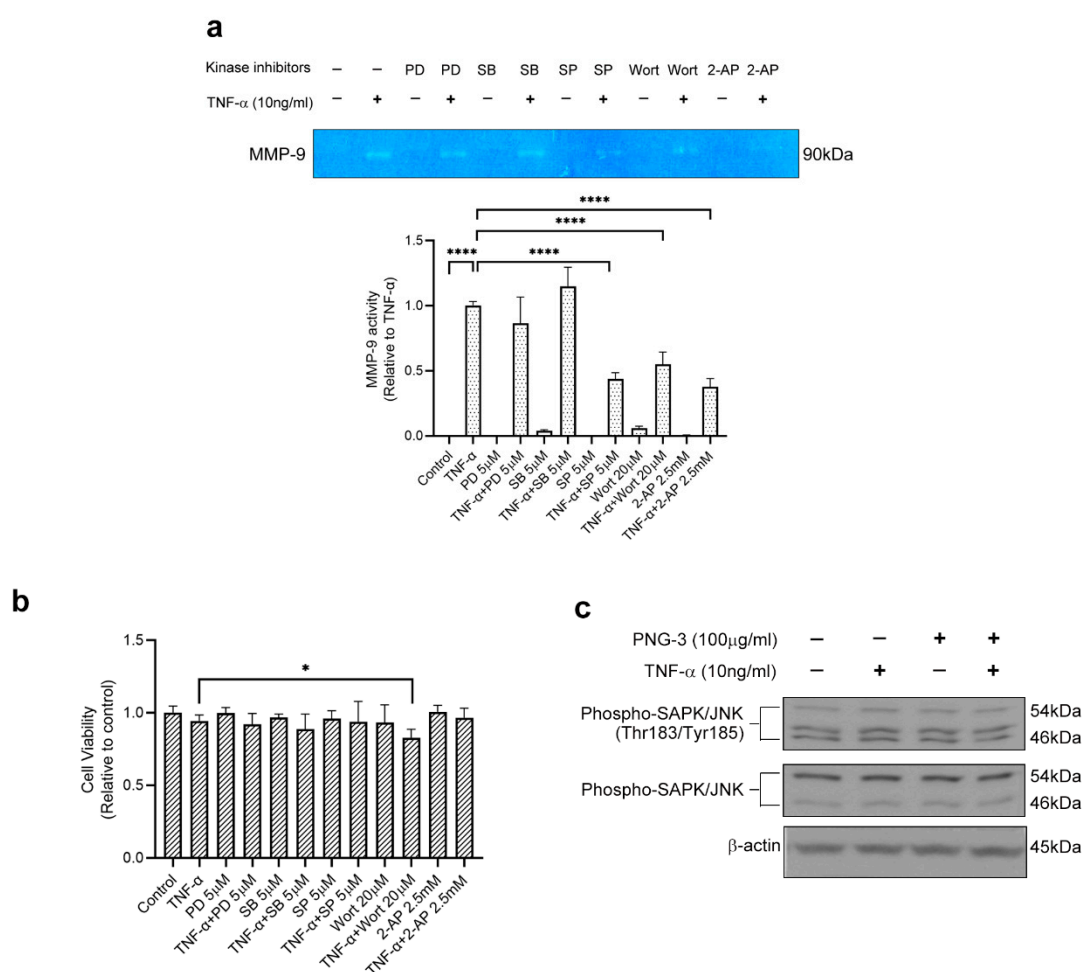 a
Kinase inhibitors – – PD PD SB SB SP SP Wort Wort 2-AP 2-AP
TNF-α (10ng/ml) – + – + – + – + – + – +
MMP-9 90kDa
****
****
**** ****
MMP-9 activity
(Relative to TNF-α)
1.5
1.0
0.5
0.0
Control
TNF-α
PD 5μM
TNF-α+PD 5μM
SB 5μM
TNF-α+SB 5μM
SP 5μM
TNF-α+SP 5μM
Wort 20μM
TNF-α+Wort 20μM
2-AP 2.5mM
TNF-α+2-AP 2.5mM
b
*
Cell Viability
(Relative to control)
1.5
1.0
0.5
0.0
Control
TNF-α
PD 5μM
TNF-α+PD 5μM
SB 5μM
TNF-α+SB 5μM
SP 5μM
TNF-α+SP 5μM
Wort 20μM
TNF-α+Wort 20μM
2-AP 2.5mM
TNF-α+2-AP 2.5mM
c
PNG-3 (100μg/ml) – – + +
TNF-α (10ng/ml) – + – +
Phospho-SAPK/JNK
(Thr183/Tyr185)
54kDa
46kDa
Phospho-SAPK/JNK
54kDa
46kDa
β-actin 45kDa